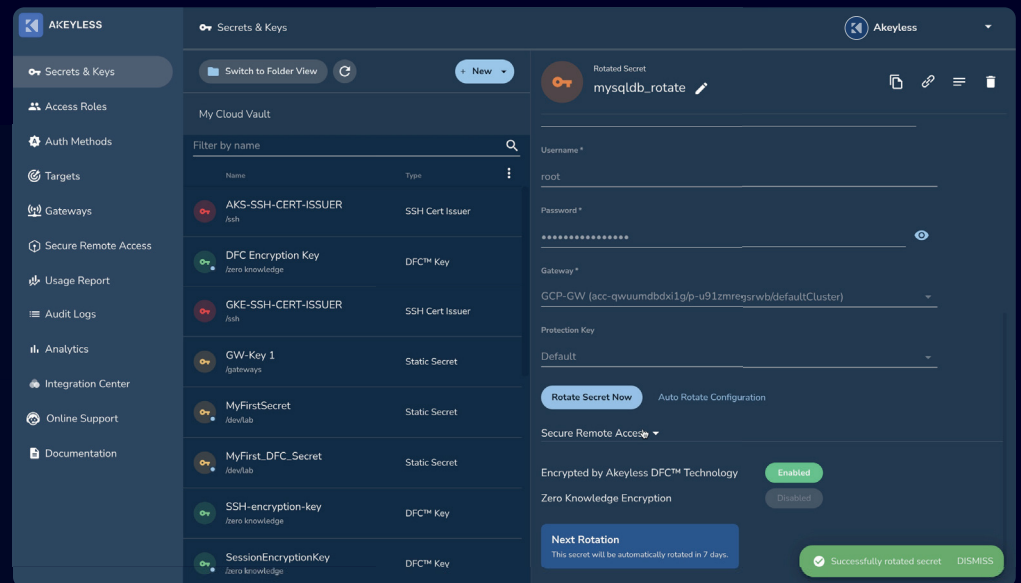 AKEYLESS
Secrets & Keys
Akeyless
Secrets & Keys
Access Roles
Auth Methods
Targets
Gateways
Secure Remote Access
Usage Report
Audit Logs
Analytics
Integration Center
Online Support
Documentation
Switch to Folder View
+ New
My Cloud Vault
Filter by name
Name Type
AKS-SSH-CERT-ISSUER SSH Cert Issuer
/ssh
DFC Encryption Key DFC™ Key
/zero knowledge
GKE-SSH-CERT-ISSUER SSH Cert Issuer
/ssh
GW-Key 1 Static Secret
/gateways
MyFirstSecret Static Secret
/dev/lab
MyFirst_DFC_Secret Static Secret
/dev/lab
SSH-encryption-key DFC™ Key
/zero knowledge
SessionEncryptionKey DFC™ Key
/zero knowledge
Rotated Secret
mysqldb_rotate
Username *
root
Password *
••••••••••••••••
Gateway *
GCP-GW
Protection Key
Default
Rotate Secret Now Auto Rotate Configuration
Secure Remote Access
Encrypted by Akeyless DFC™ Technology Enabled
Zero Knowledge Encryption Disabled
Next Rotation
This secret will be automatically rotated in 7 days.
Successfully rotated secret DISMISS